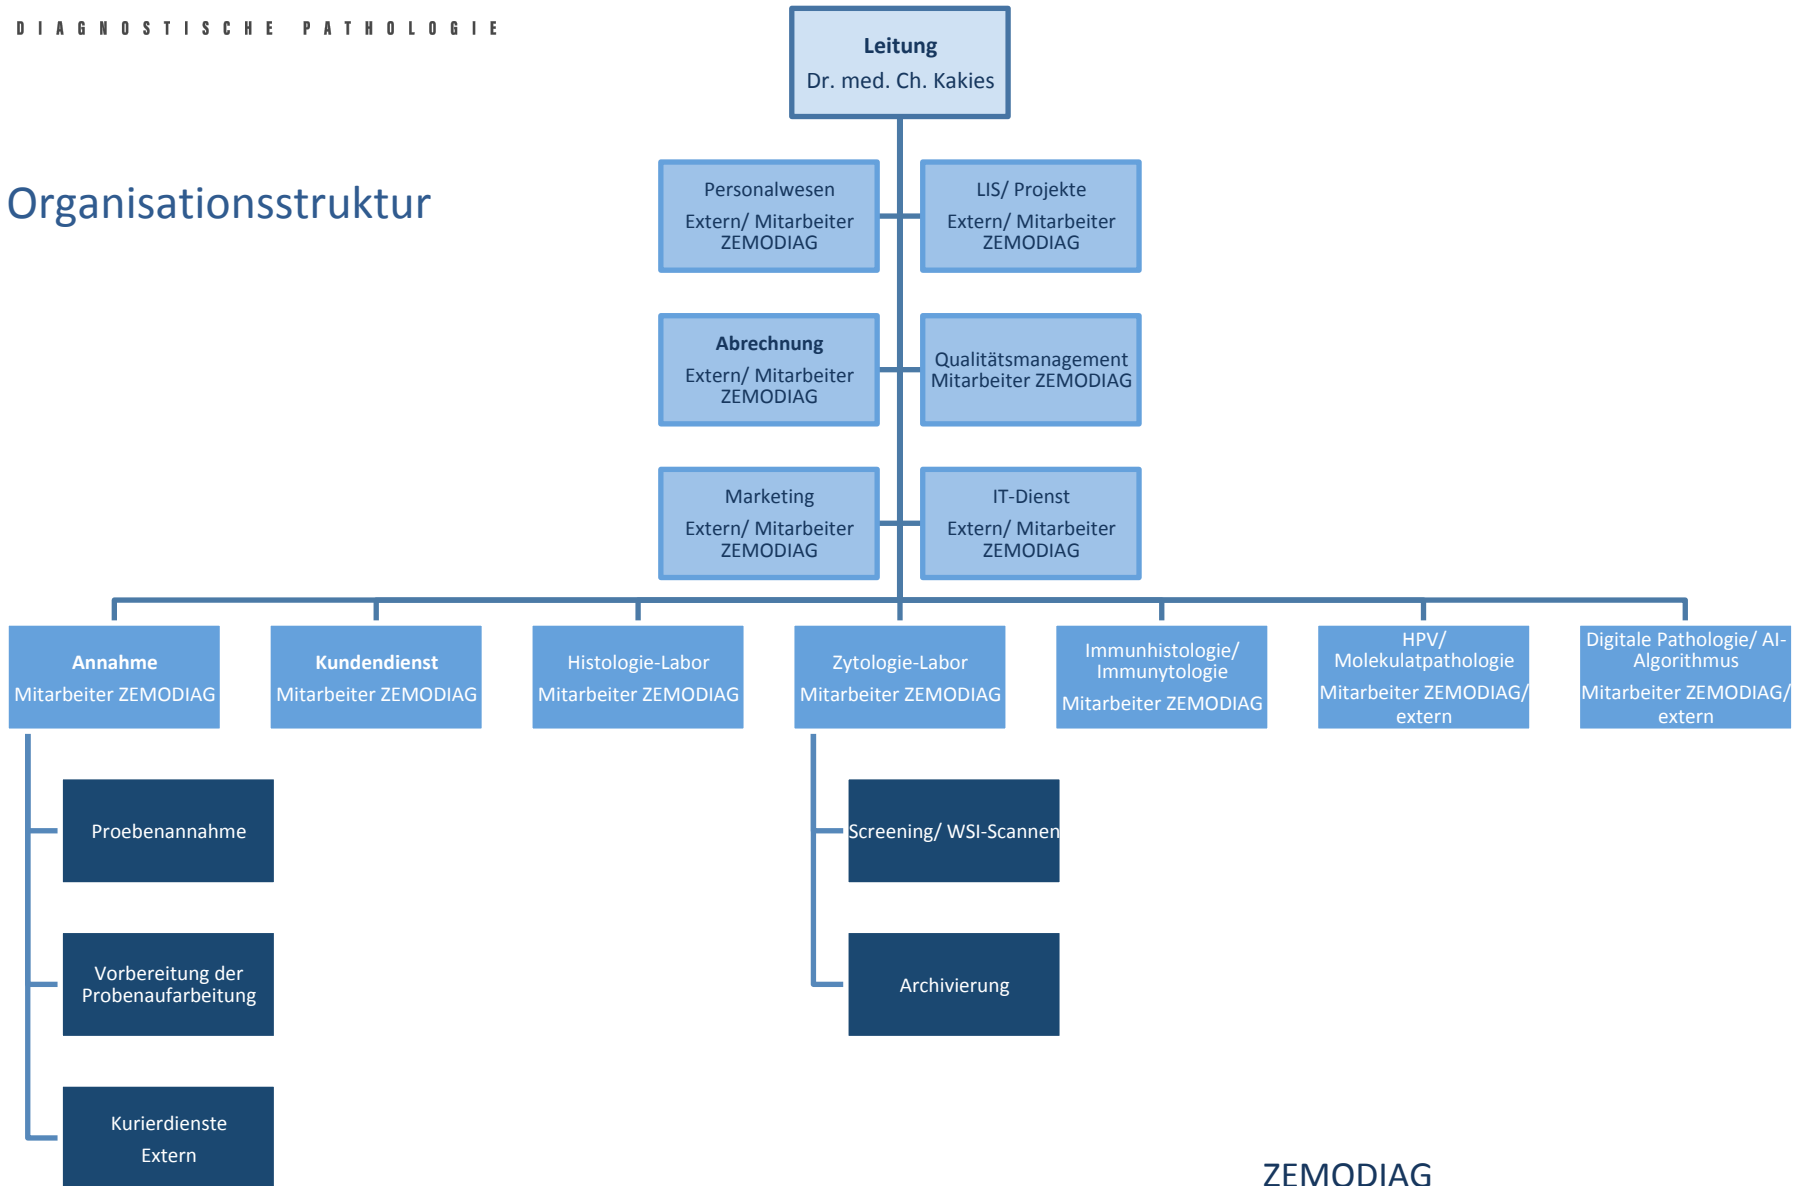 DIAGNOSTISCHE PATHOLOGIE
Leitung
Dr. med. Ch. Kakies
Organisationsstruktur
Personalwesen
Extern/ Mitarbeiter
ZEMODIAG
LIS/ Projekte
Extern/ Mitarbeiter
ZEMODIAG
Abrechnung
Extern/ Mitarbeiter
ZEMODIAG
Qualitätsmanagement
Mitarbeiter ZEMODIAG
Marketing
Extern/ Mitarbeiter
ZEMODIAG
IT-Dienst
Extern/ Mitarbeiter
ZEMODIAG
Annahme
Mitarbeiter ZEMODIAG
Kundendienst
Mitarbeiter ZEMODIAG
Histologie-Labor
Mitarbeiter ZEMODIAG
Zytologie-Labor
Mitarbeiter ZEMODIAG
Immunhistologie/
Immunytologie
Mitarbeiter ZEMODIAG
HPV/
Molekulatpathologie
Mitarbeiter ZEMODIAG/
extern
Digitale Pathologie/ AI-
Algorithmus
Mitarbeiter ZEMODIAG/
extern
Proebenannahme
Vorbereitung der
Probenaufarbeitung
Kurierdienste
Extern
Screening/ WSI-Scannen
Archivierung
ZEMODIAG